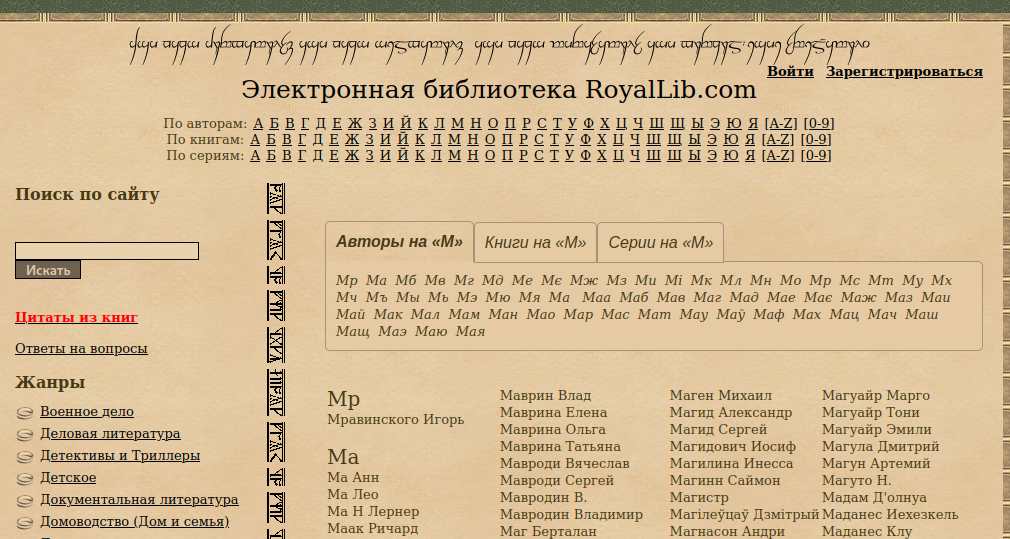 Войти Зарегистрироваться
Электронная библиотека RoyalLib.com
По авторам: А Б В Г Д Е Ж З И Й К Л М Н О П Р С Т У Ф Х Ц Ч Ш Щ Ы Э Ю Я [A-Z] [0-9]
По книгам: А Б В Г Д Е Ж З И Й К Л М Н О П Р С Т У Ф Х Ц Ч Ш Щ Ы Э Ю Я [A-Z] [0-9]
По сериям: А Б В Г Д Е Ж З И Й К Л М Н О П Р С Т У Ф Х Ц Ч Ш Щ Ы Э Ю Я [A-Z] [0-9]
Поиск по сайту
Искать
Цитаты из книг
Ответы на вопросы
Жанры
Военное дело
Деловая литература
Детективы и Триллеры
Детское
Документальная литература
Домоводство (Дом и семья)
Авторы на «М» Книги на «М» Серии на «М»
Мр Ма Мб Мв Мг Мд Ме Мє Мж Мз Ми Мі Мк Мл Мн Мо Мр Мс Мт Му Мх
Мч Мъ Мы Мь Мэ Мю Мя Ма Маа Маб Мав Маг Мад Мае Має Маж Маз Маи
Май Мак Мал Мам Ман Мао Мар Мас Мат Мау Маў Маф Мах Мац Мач Маш
Мащ Маэ Маю Мая
Мр
Мравинского Игорь
Ма
Ма Анн
Ма Лео
Ма Н Лернер
Маак Ричард
Маврин Влад
Маврина Елена
Маврина Ольга
Маврина Татьяна
Мавроди Вячеслав
Мавроди Сергей
Мавродин В.
Мавродин Владимир
Маг Берталан
Маген Михаил
Магид Александр
Магид Сергей
Магидович Иосиф
Магилина Инесса
Магинн Саймон
Магистр
Магілеўцаў Дзмітрый
Магнасон Андри
Магуайр Марго
Магуайр Тони
Магуайр Эмили
Магула Дмитрий
Магун Артемий
Магуто Н.
Мадам Д'олнуа
Маданес Иехезкель
Маданес Клу